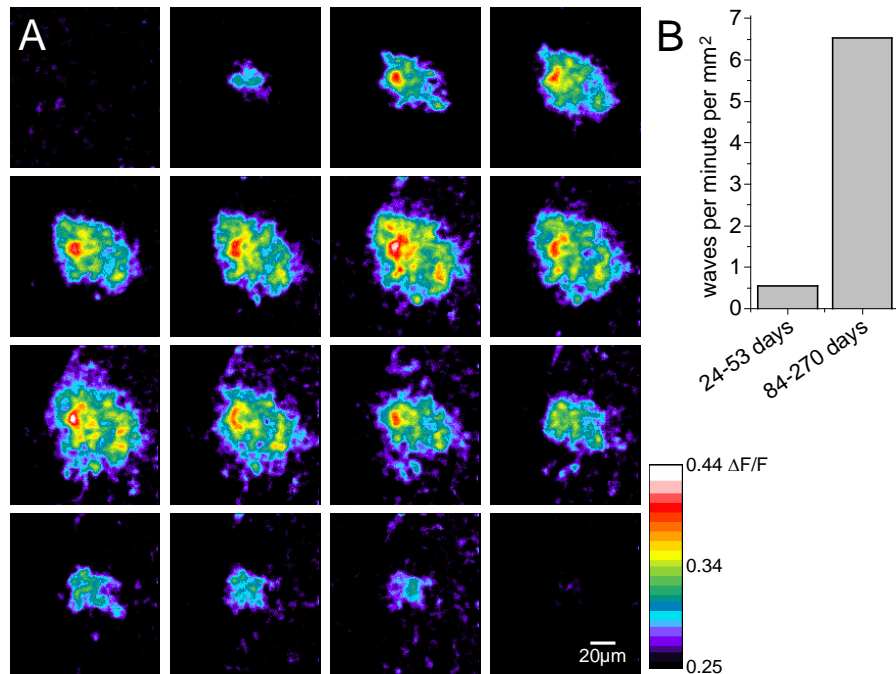 A
B
waves per minute per mm²
7
6
5
4
3
2
1
0
24-53 days
84-270 days
0.44 ΔF/F
0.34
0.25
20µm